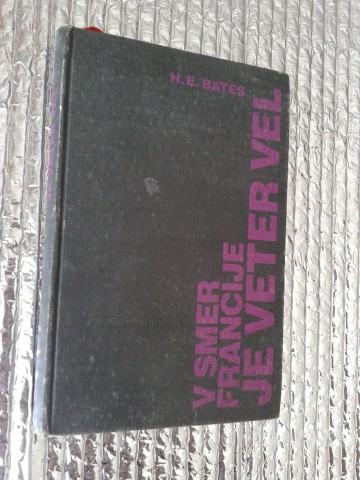 H. E. BATES
V SMER
FRANCIJE
JE VETER VEL